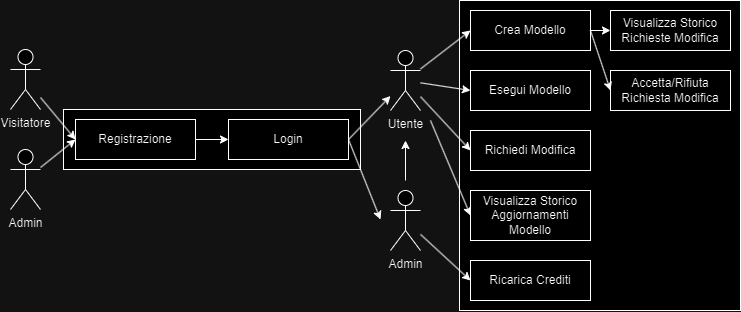 Visitatore
Admin
Registrazione
Login
Utente
Admin
Crea Modello
Visualizza Storico
Richieste Modifica
Esegui Modello
Accetta/Rifiuta
Richiesta Modifica
Richiedi Modifica
Visualizza Storico
Aggiornamenti
Modello
Ricarica Crediti